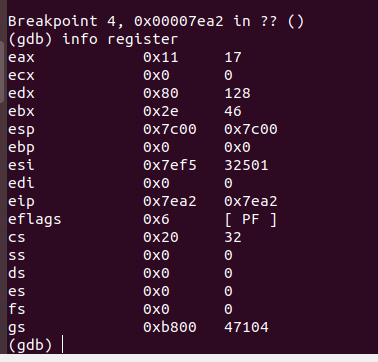 Breakpoint 4, 0x00007ea2 in ?? ()
(gdb) info register
eax 0x11 17
ecx 0x0 0
edx 0x80 128
ebx 0x2e 46
esp 0x7c00 0x7c00
ebp 0x0 0x0
esi 0x7ef5 32501
edi 0x0 0
eip 0x7ea2 0x7ea2
eflags 0x6 [ PF ]
cs 0x20 32
ss 0x0 0
ds 0x0 0
es 0x0 0
fs 0x0 0
gs 0xb800 47104
(gdb)